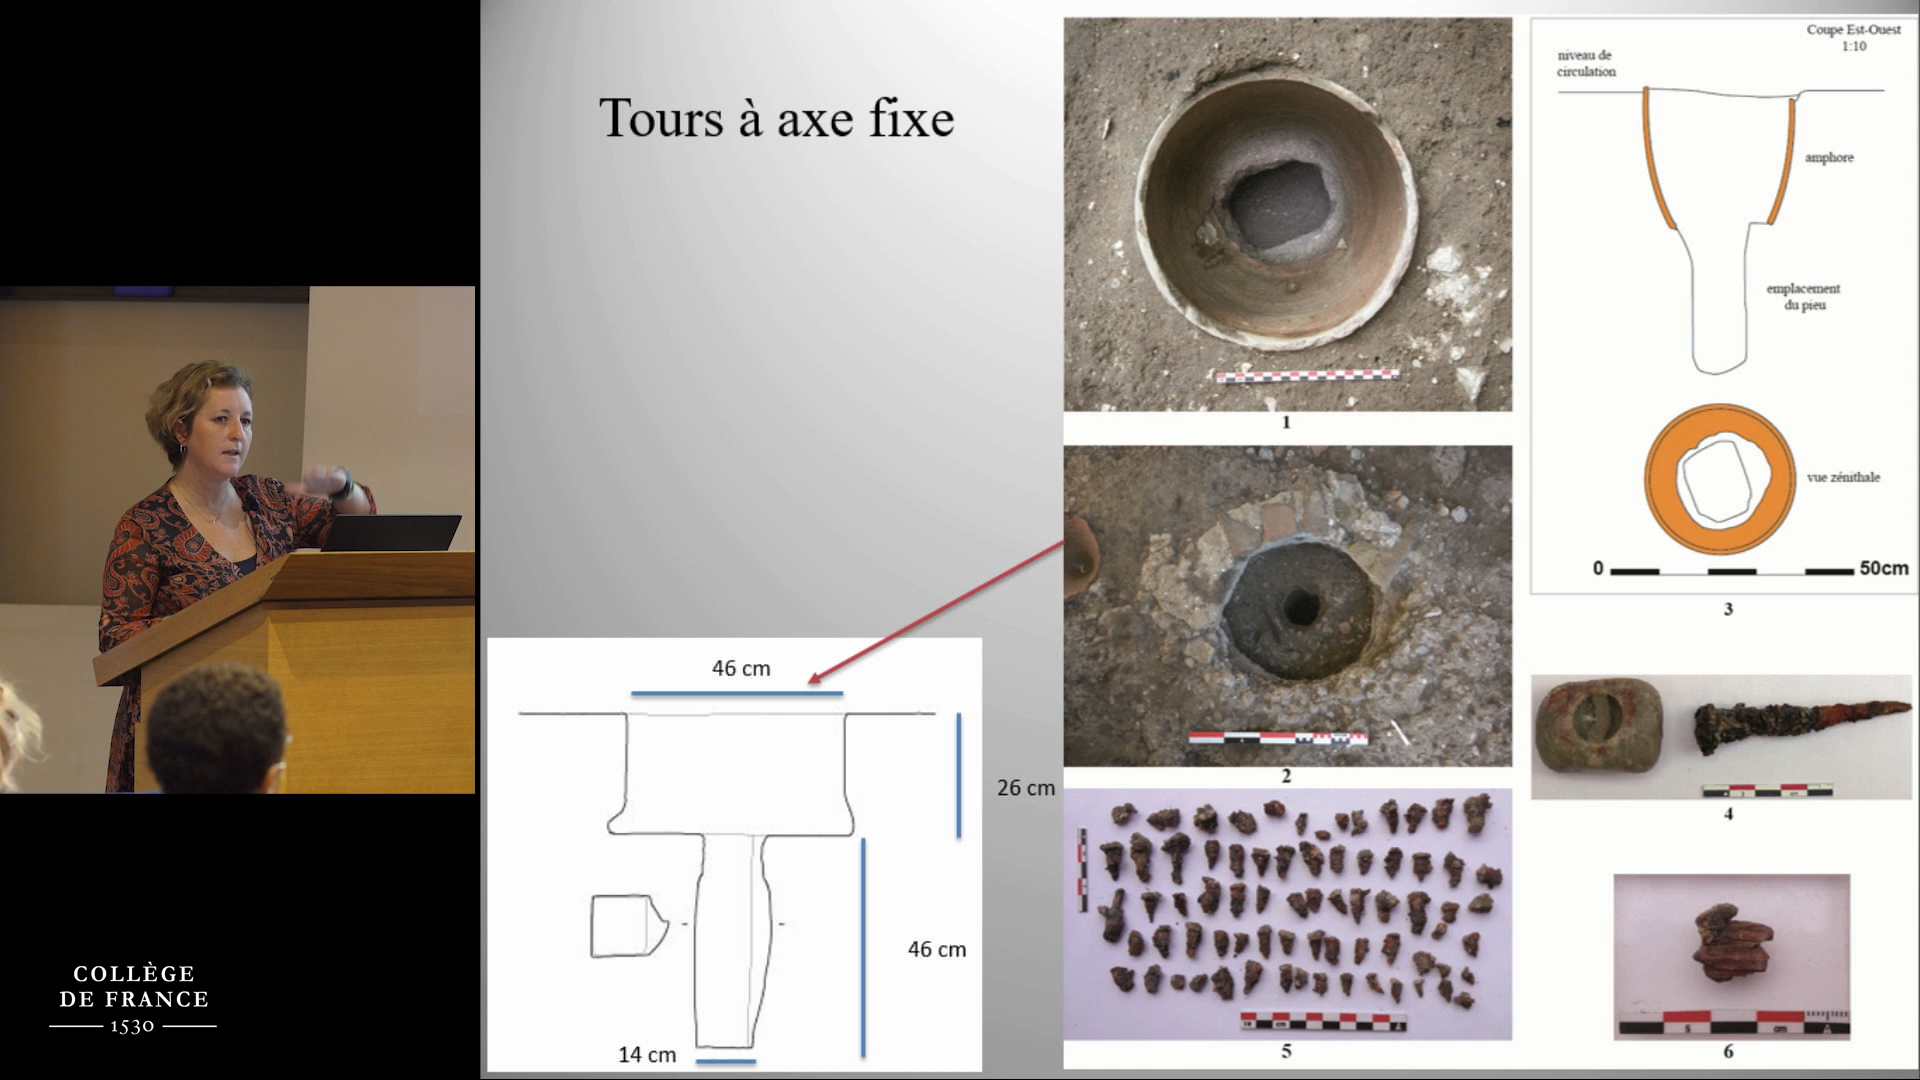 Tours à axe fixe
Coupe Est-Ouest
1:10
niveau de
circulation
amphore
emplacement
du pieu
vue zénithale
0
50cm
1
2
3
4
5
6
46 cm
26 cm
46 cm
14 cm
COLLÈGE
DE FRANCE
1530